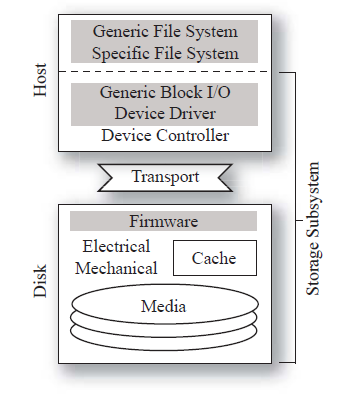 Host
Generic File System
Specific File System
Generic Block I/O
Device Driver
Device Controller
Transport
Storage Subsystem
Disk
Firmware
Electrical
Mechanical
Cache
Media